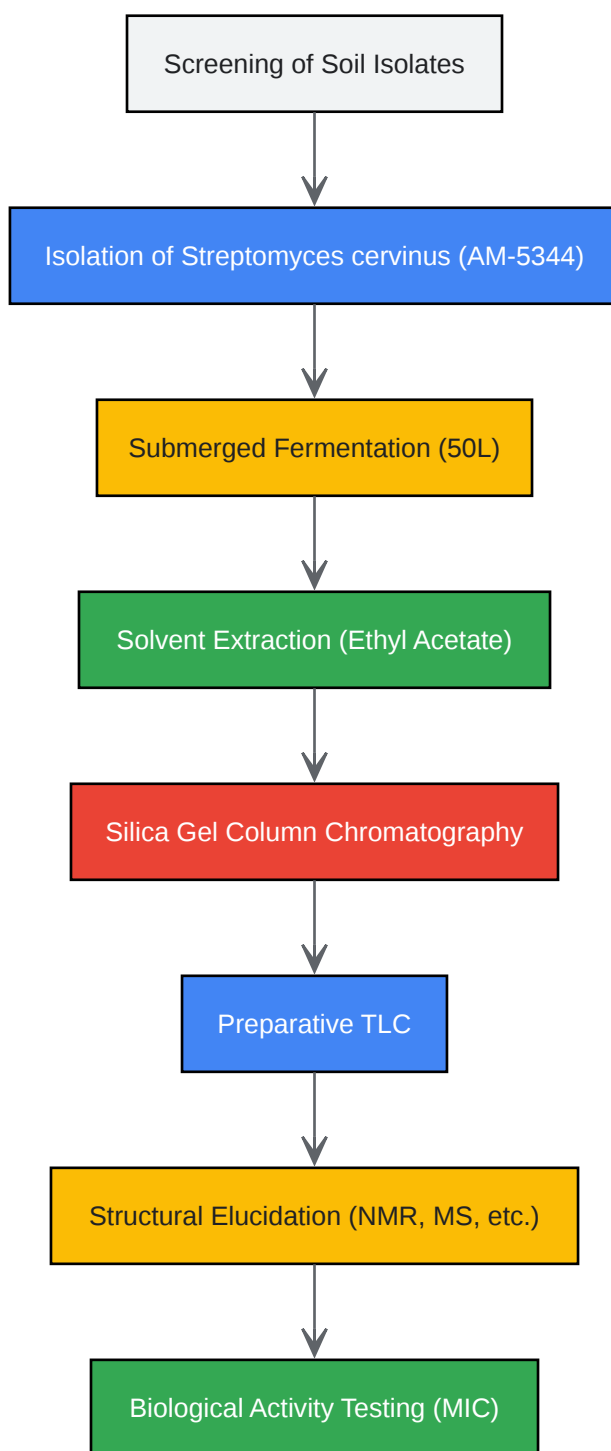 Screening of Soil Isolates
Isolation of Streptomyces cervinus (AM-5344)
Submerged Fermentation (50L)
Solvent Extraction (Ethyl Acetate)
Silica Gel Column Chromatography
Preparative TLC
Structural Elucidation (NMR, MS, etc.)
Biological Activity Testing (MIC)